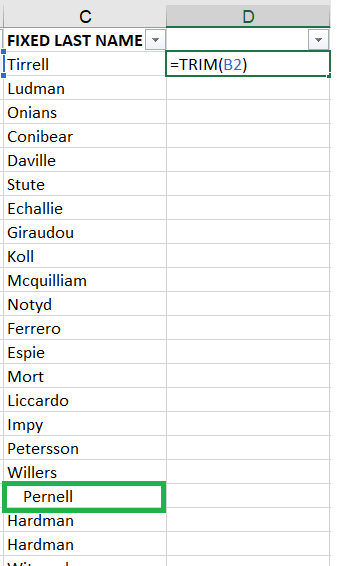 C D
FIXED LAST NAME
Tirrell =TRIM(B2)
Ludman
Onians
Conibear
Daville
Stute
Echallie
Giraudou
Koll
Mcquilliam
Notyd
Ferrero
Espie
Mort
Liccardo
Impy
Petersson
Willers
Pernell
Hardman
Hardman